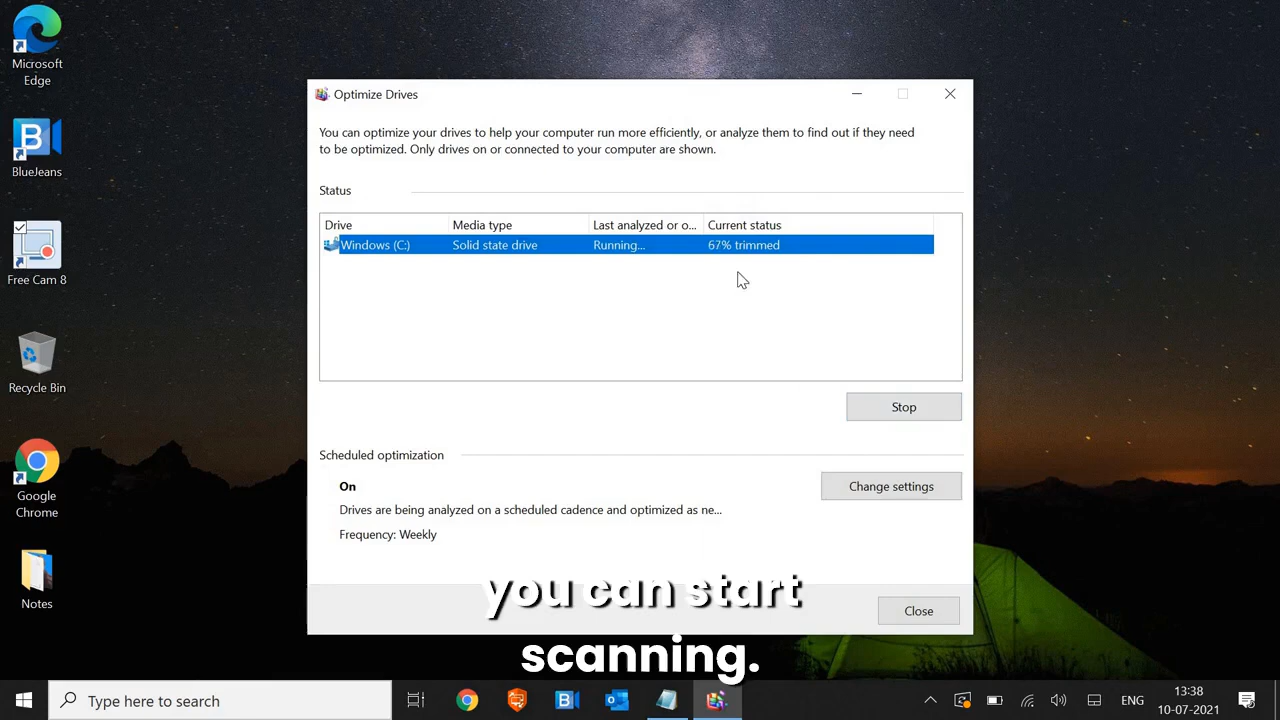 Microsoft
Edge
BlueJeans
Free Cam 8
Recycle Bin
Google
Chrome
Notes
Optimize Drives
You can optimize your drives to help your computer run more efficiently, or analyze them to find out if they need
to be optimized. Only drives on or connected to your computer are shown.
Status
Drive Media type Last analyzed or o... Current status
Windows (C:) Solid state drive Running... 67% trimmed
Stop
Scheduled optimization
On
Change settings
Drives are being analyzed on a scheduled cadence and optimized as ne...
Frequency: Weekly
you can start
scanning.
Close
Type here to search
ENG
13:38
10-07-2021